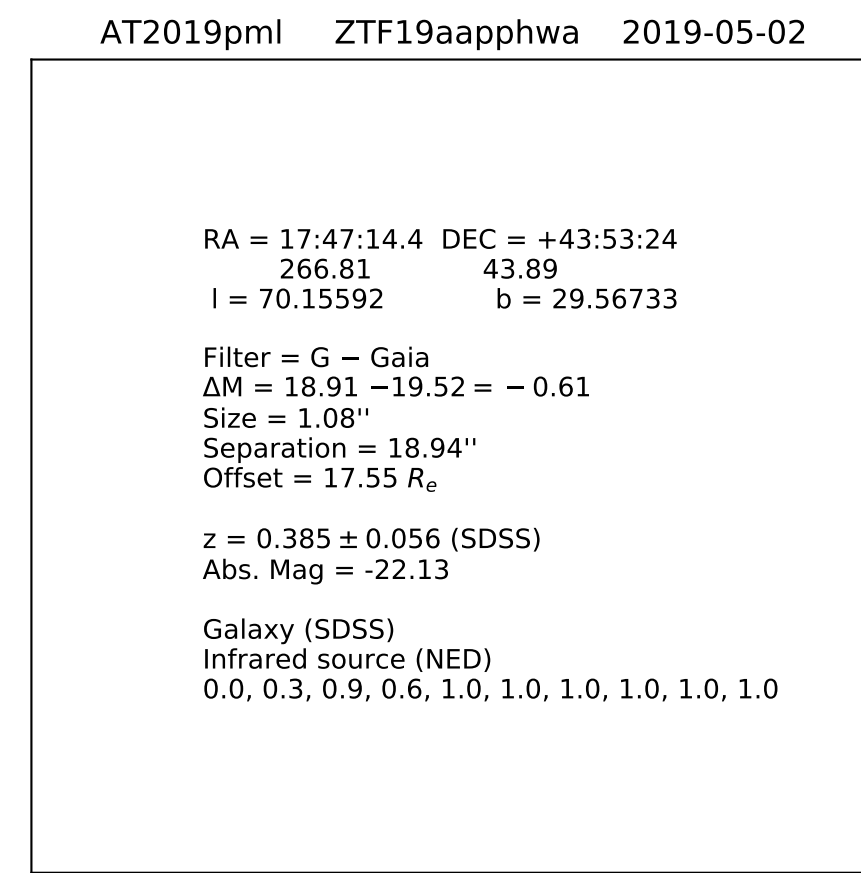 AT2019pml ZTF19aapphwa 2019-05-02
RA = 17:47:14.4 DEC = +43:53:24
266.81 43.89
l = 70.15592 b = 29.56733
Filter = G − Gaia
ΔM = 18.91 −19.52 = − 0.61
Size = 1.08''
Separation = 18.94''
Offset = 17.55 Rₑ
z = 0.385 ± 0.056 (SDSS)
Abs. Mag = -22.13
Galaxy (SDSS)
Infrared source (NED)
0.0, 0.3, 0.9, 0.6, 1.0, 1.0, 1.0, 1.0, 1.0, 1.0